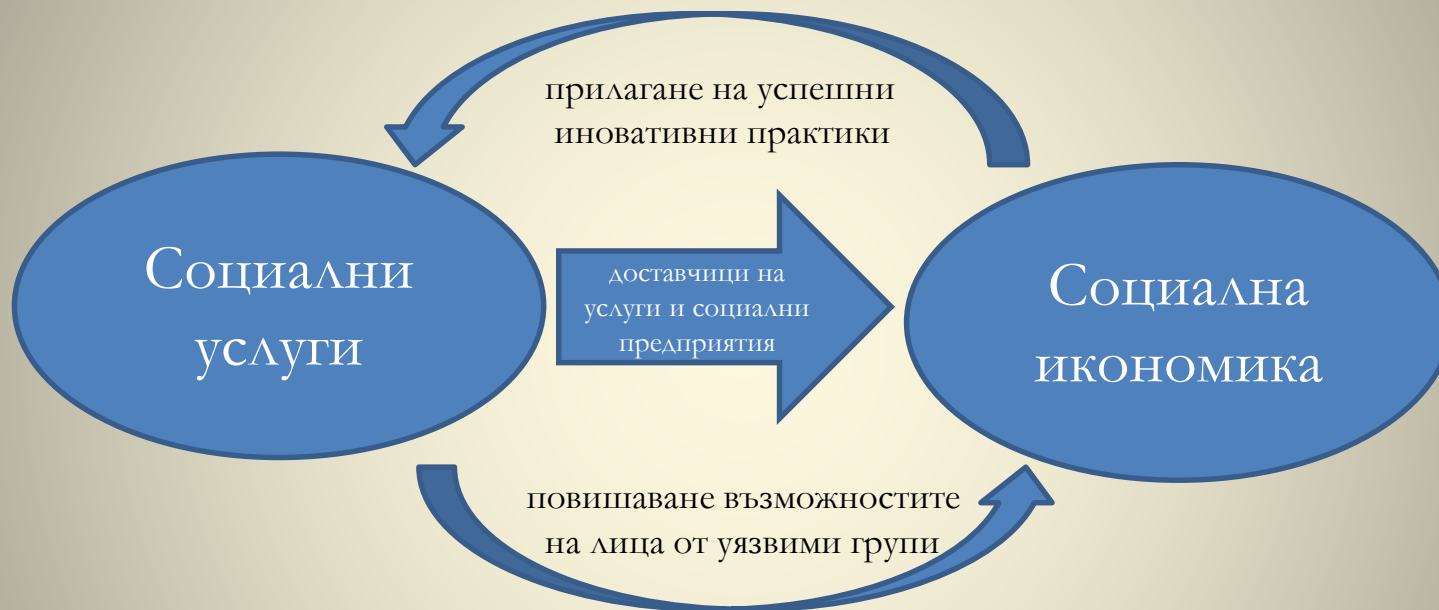 прилагане на успешни
иновативни практики
Социални
услуги
доставчици на
услуги и социални
предприятия
Социална
икономика
повишаване възможностите
на лица от уязвими групи